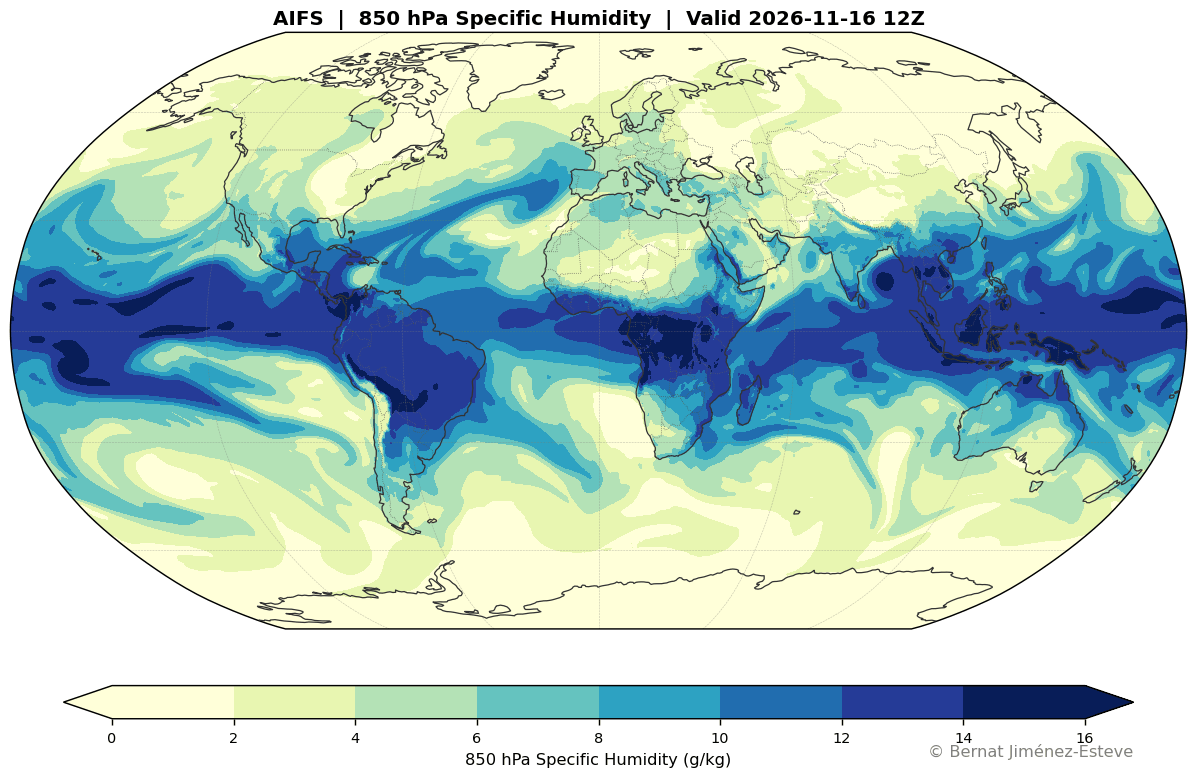 AIFS | 850 hPa Specific Humidity | Valid 2026-11-16 12Z
0 2 4 6 8 10 12 14 16
850 hPa Specific Humidity (g/kg)
© Bernat Jiménez-Esteve